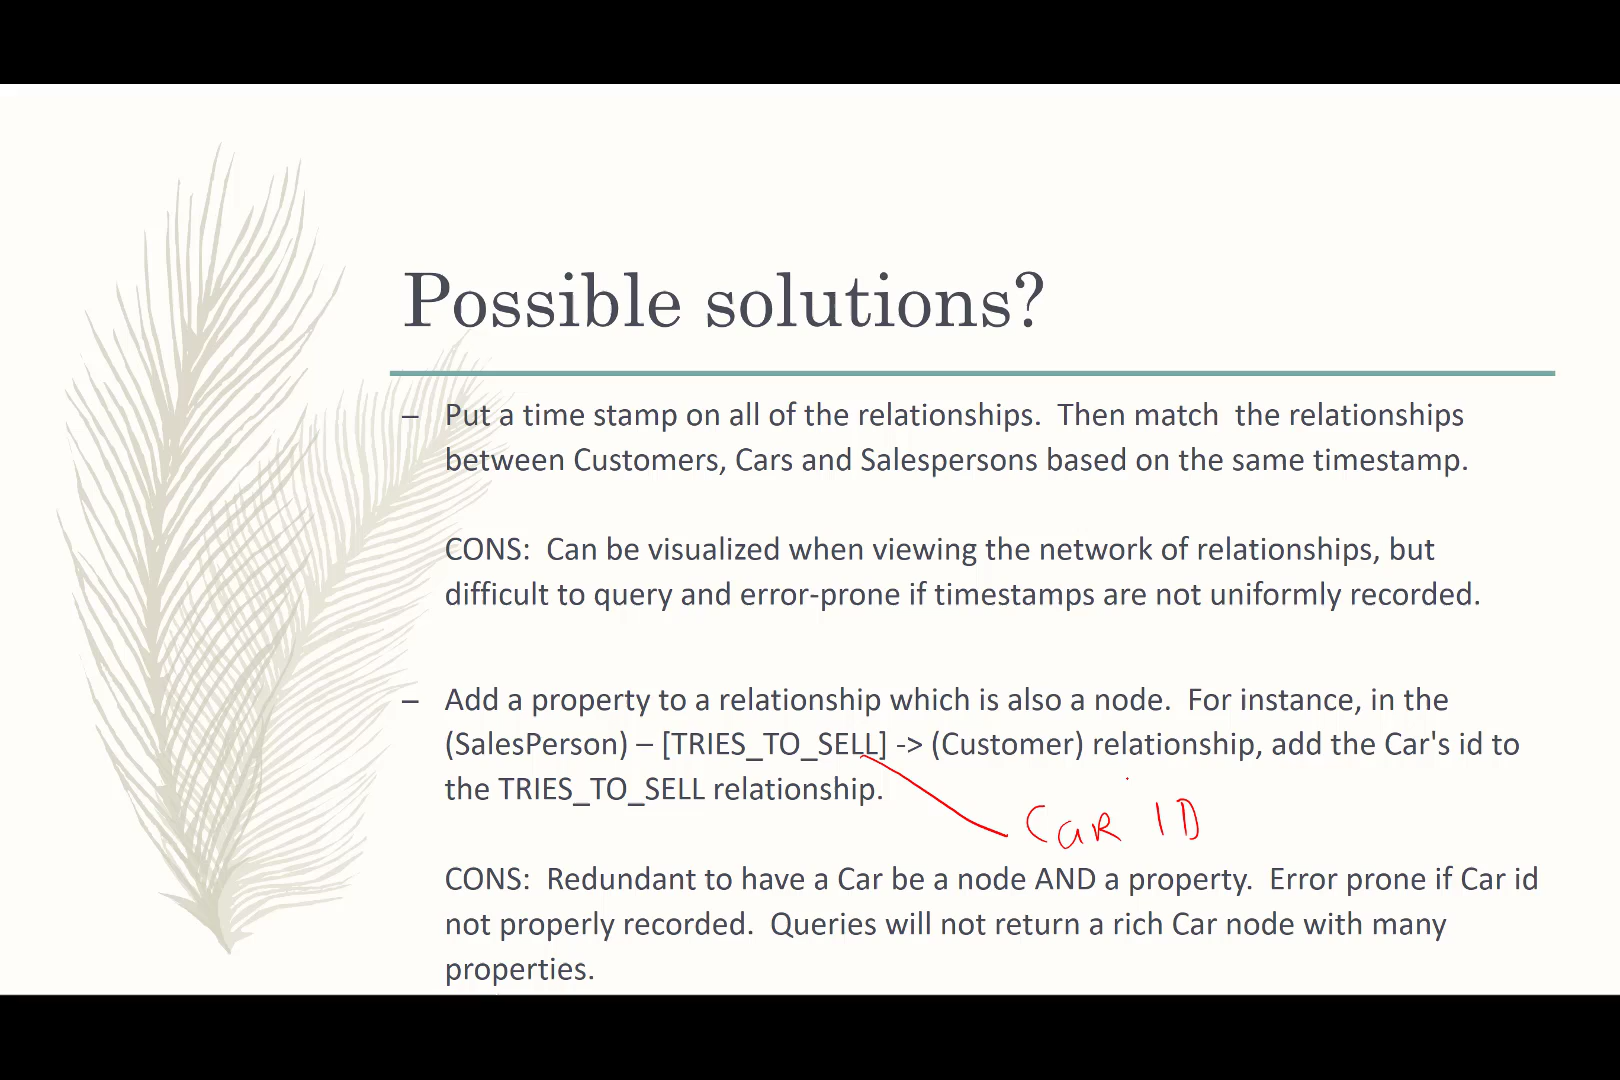 Possible solutions?
– Put a time stamp on all of the relationships.  Then match  the relationships
between Customers, Cars and Salespersons based on the same timestamp.
CONS:  Can be visualized when viewing the network of relationships, but
difficult to query and error-prone if timestamps are not uniformly recorded.
– Add a property to a relationship which is also a node.  For instance, in the
(SalesPerson) – [TRIES_TO_SELL] -> (Customer) relationship, add the Car's id to
the TRIES_TO_SELL relationship.
CaR ID
CONS:  Redundant to have a Car be a node AND a property.  Error prone if Car id
not properly recorded.  Queries will not return a rich Car node with many
properties.